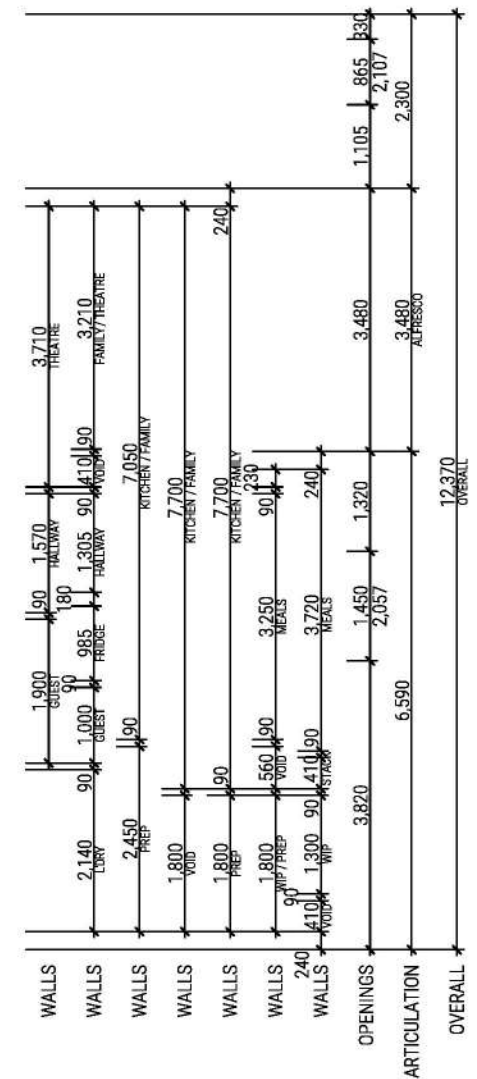 WALLS
1,900
GUEST
90
1,570
HALLWAY
3,710
THEATRE
WALLS
2,140
L'DRY
90
1,000
GUEST
90
985
FRIDGE
180
1,305
HALLWAY
90
410
VOID
90
3,210
FAMILY / THEATRE
WALLS
2,450
PREP
90
7,050
KITCHEN / FAMILY
WALLS
1,800
VOID
7,700
KITCHEN / FAMILY
WALLS
1,800
PREP
90
7,700
KITCHEN / FAMILY
240
WALLS
1,800
WIP / PREP
560
VOID
90
3,250
MEALS
90
230
WALLS
240
410
VOID
90
1,300
WIP
90
410
STACK
90
3,720
MEALS
240
OPENINGS
3,820
1,450
2,057
1,320
3,480
1,105
865
2,107
330
ARTICULATION
6,590
3,480
ALFRESCO
2,300
OVERALL
12,370
OVERALL